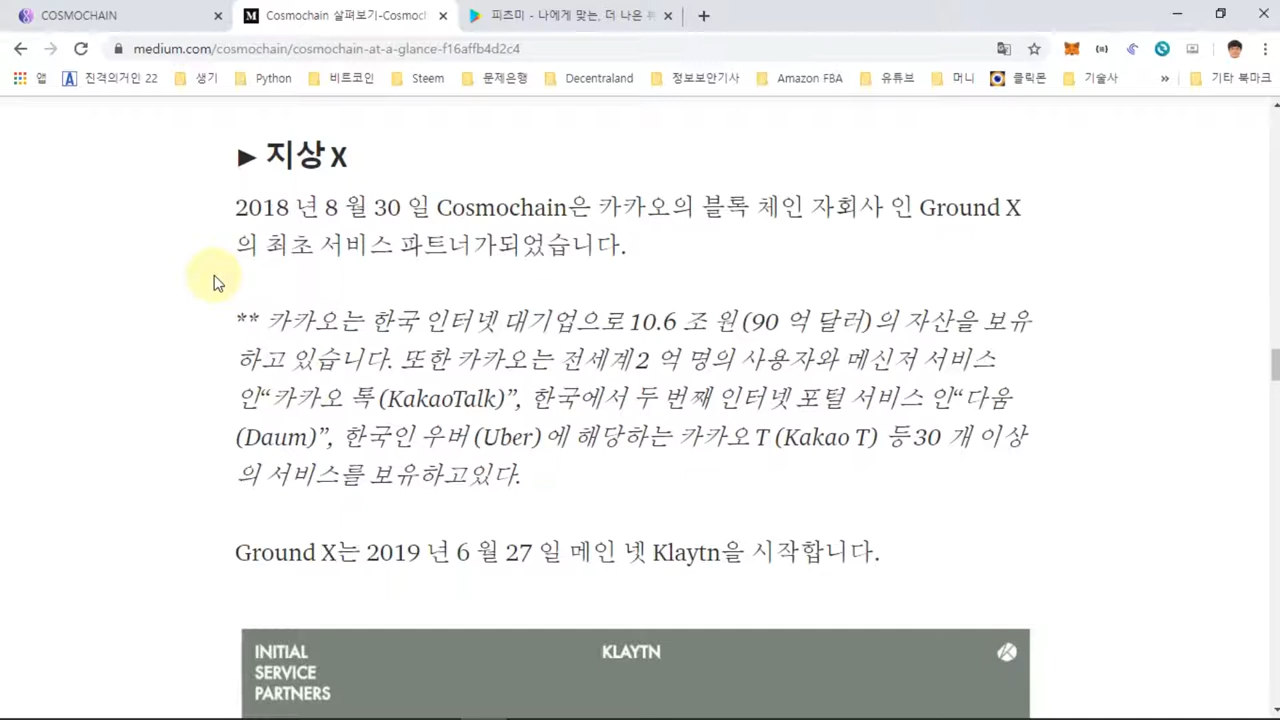 COSMOCHAIN
Cosmochain 살펴보기-Cosmoc
피츠미 - 나에게 맞는, 더 나은
medium.com/cosmochain/cosmochain-at-a-glance-f16affb4d2c4
앱
진격의거인 22
생기
Python
비트코인
Steem
문제은행
Decentraland
정보보안기사
Amazon FBA
유튜브
머니
클릭몬
기술사
»
기타 북마크
► 지상 X
2018 년 8 월 30 일 Cosmochain은 카카오의 블록 체인 자회사 인 Ground X
의 최초 서비스 파트너가되었습니다.
** 카카오는 한국 인터넷 대기업으로 10.6 조 원 (90 억 달러) 의 자산을 보유
하고 있습니다. 또한 카카오는 전세계 2 억 명의 사용자와 메신저 서비스
인“카카오 톡 (KakaoTalk)”, 한국에서 두 번째 인터넷 포털 서비스 인“다음
(Daum)”, 한국인 우버 (Uber) 에 해당하는 카카오 T (Kakao T) 등 30 개 이상
의 서비스를 보유하고있다.
Ground X는 2019 년 6 월 27 일 메인 넷 Klaytn을 시작합니다.
INITIAL
SERVICE
PARTNERS
KLAYTN